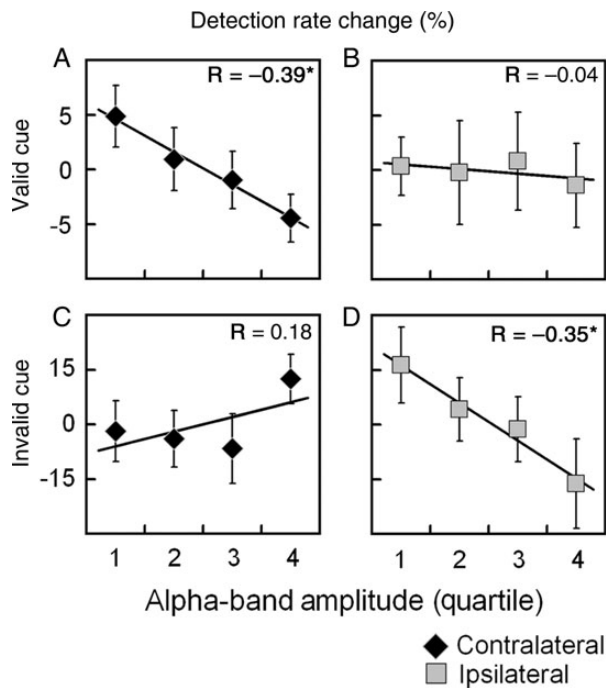 Detection rate change (%)
A
R = –0.39*
B
R = –0.04
Valid cue
5
0
-5
C
R = 0.18
D
R = –0.35*
Invalid cue
15
0
-15
1 2 3 4 1 2 3 4
Alpha-band amplitude (quartile)
Contralateral
Ipsilateral